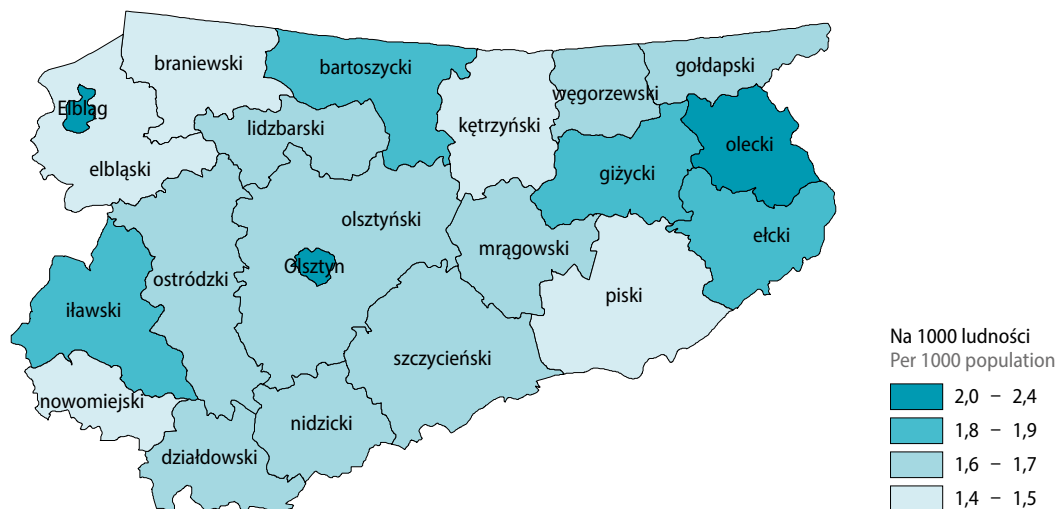 braniewski
bartoszycki
gołdapski
węgorzewski
Elbląg
lidzbarski
kętrzyński
olecki
elbląski
giżycki
olsztyński
ełcki
mrągowski
Olsztyn
ostródzki
piski
iławski
szczycieński
nowomiejski
nidzicki
działdowski
Na 1000 ludności
Per 1000 population
2,0 – 2,4
1,8 – 1,9
1,6 – 1,7
1,4 – 1,5